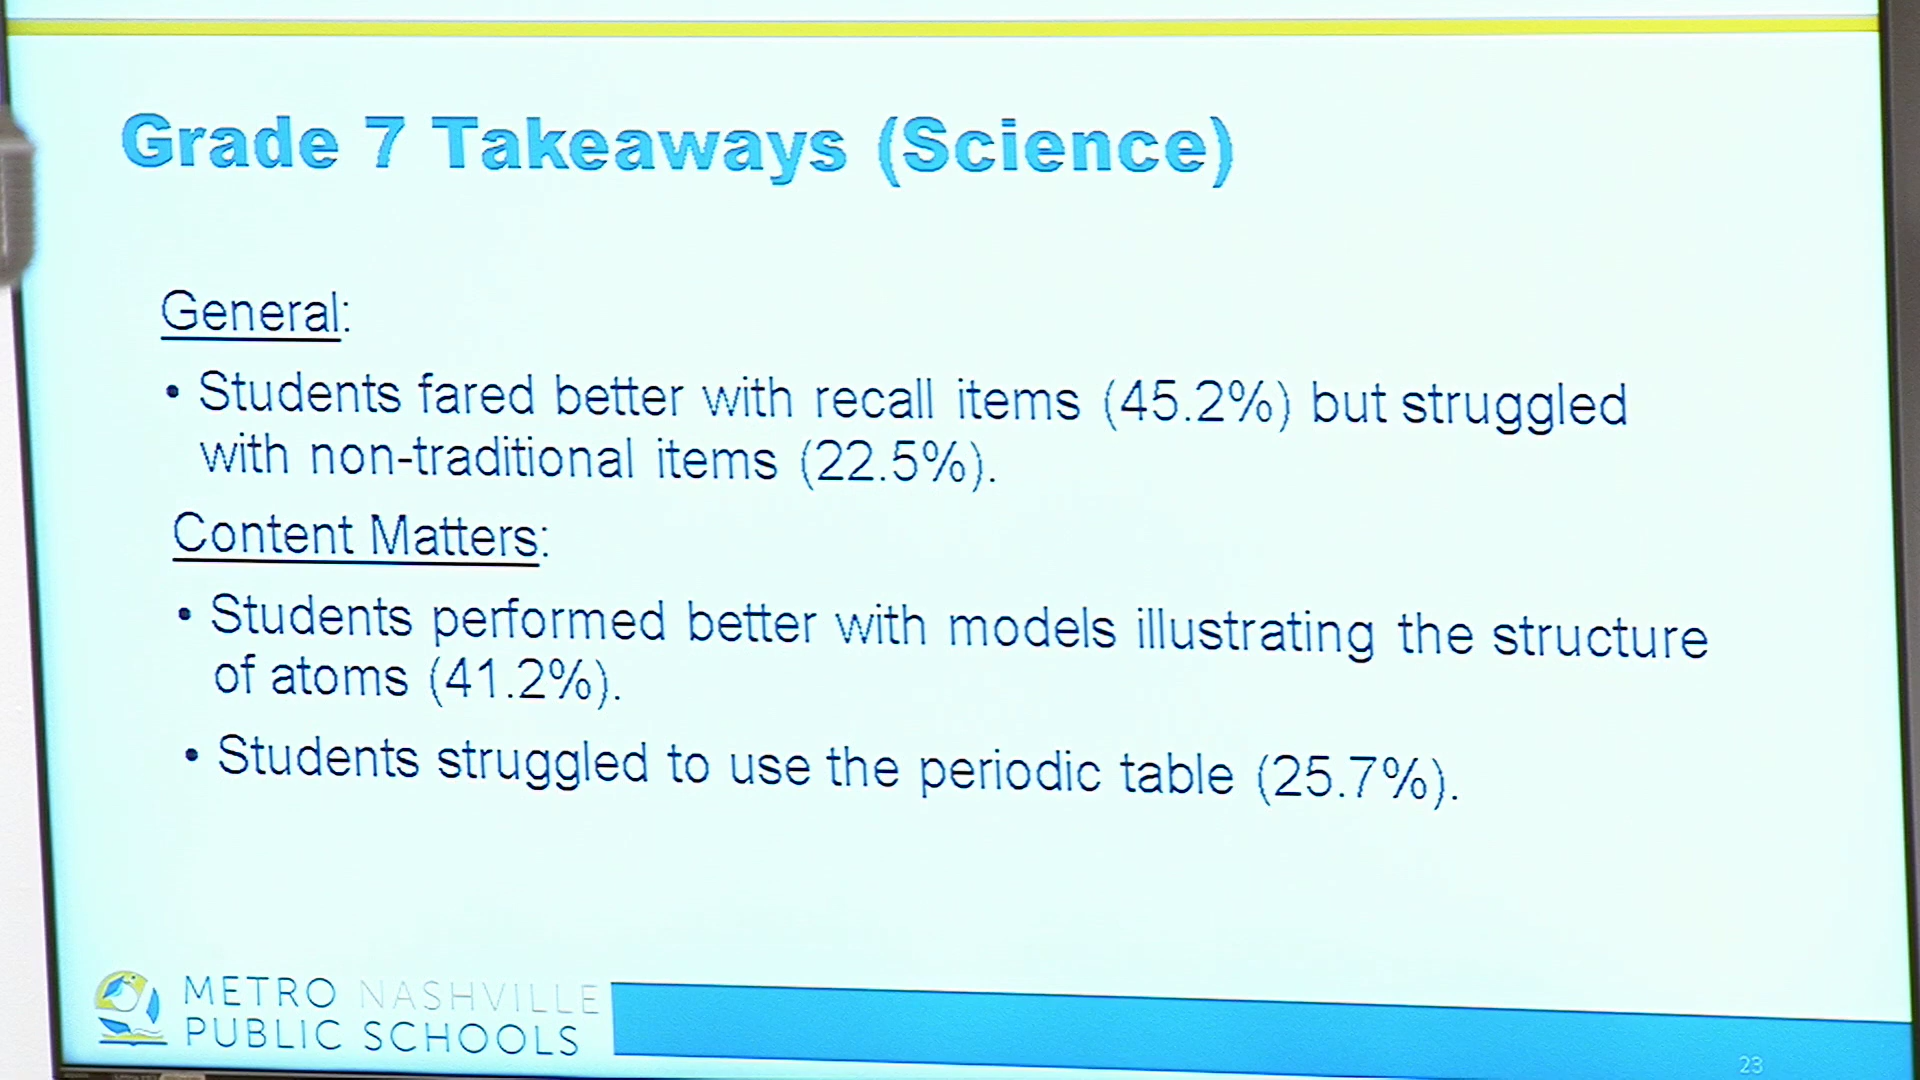 Grade 7 Takeaways (Science)
General:
• Students fared better with recall items (45.2%) but struggled
with non-traditional items (22.5%).
Content Matters:
• Students performed better with models illustrating the structure
of atoms (41.2%).
• Students struggled to use the periodic table (25.7%).
METRO NASHVILLE
PUBLIC SCHOOLS
23